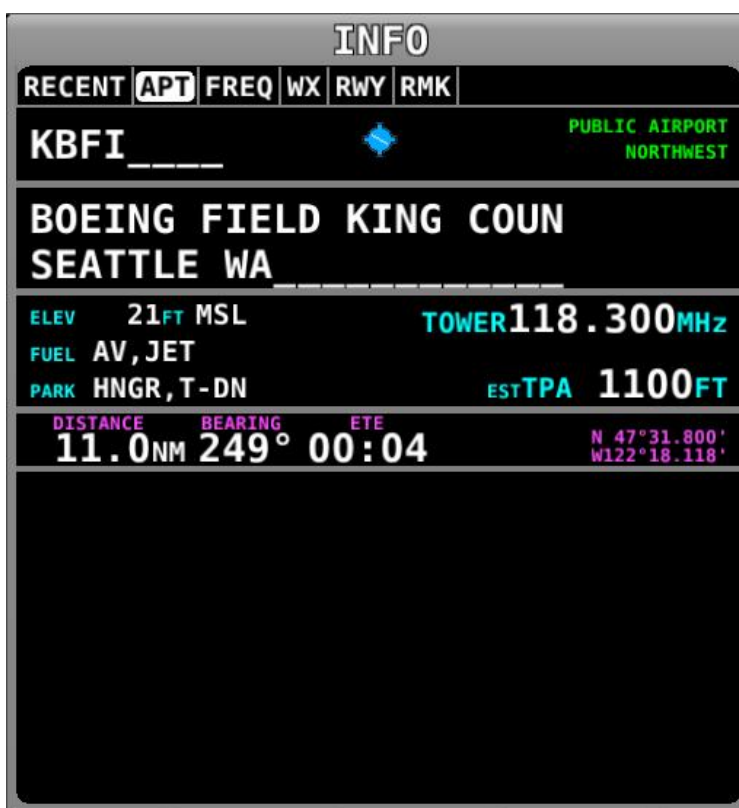 INFO
RECENT APT FREQ WX RWY RMK
KBFI____
PUBLIC AIRPORT
NORTHWEST
BOEING FIELD KING COUN
SEATTLE WA____________
ELEV 21FT MSL
TOWER118.300MHz
FUEL AV,JET
PARK HNGR,T-DN
ESTTPA 1100FT
DISTANCE BEARING ETE
11.0NM 249° 00:04
N 47°31.800'
W122°18.118'